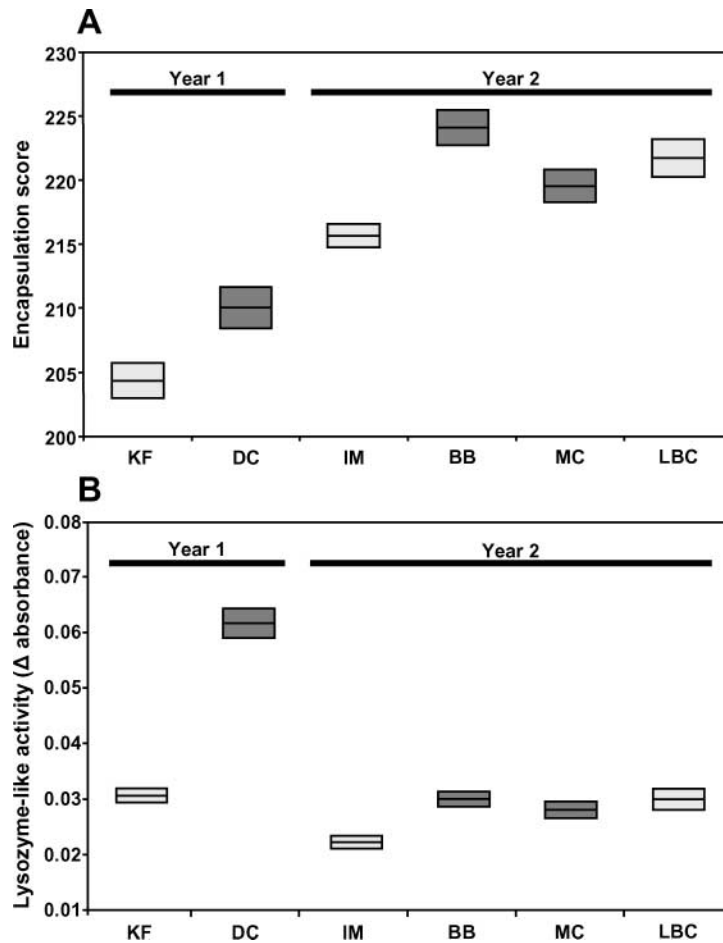 A
230
225
220
215
210
205
200
Encapsulation score
Year 1
Year 2
KF
DC
IM
BB
MC
LBC
B
0.08
0.07
0.06
0.05
0.04
0.03
0.02
0.01
Lysozyme-like activity (Δ absorbance)
Year 1
Year 2
KF
DC
IM
BB
MC
LBC